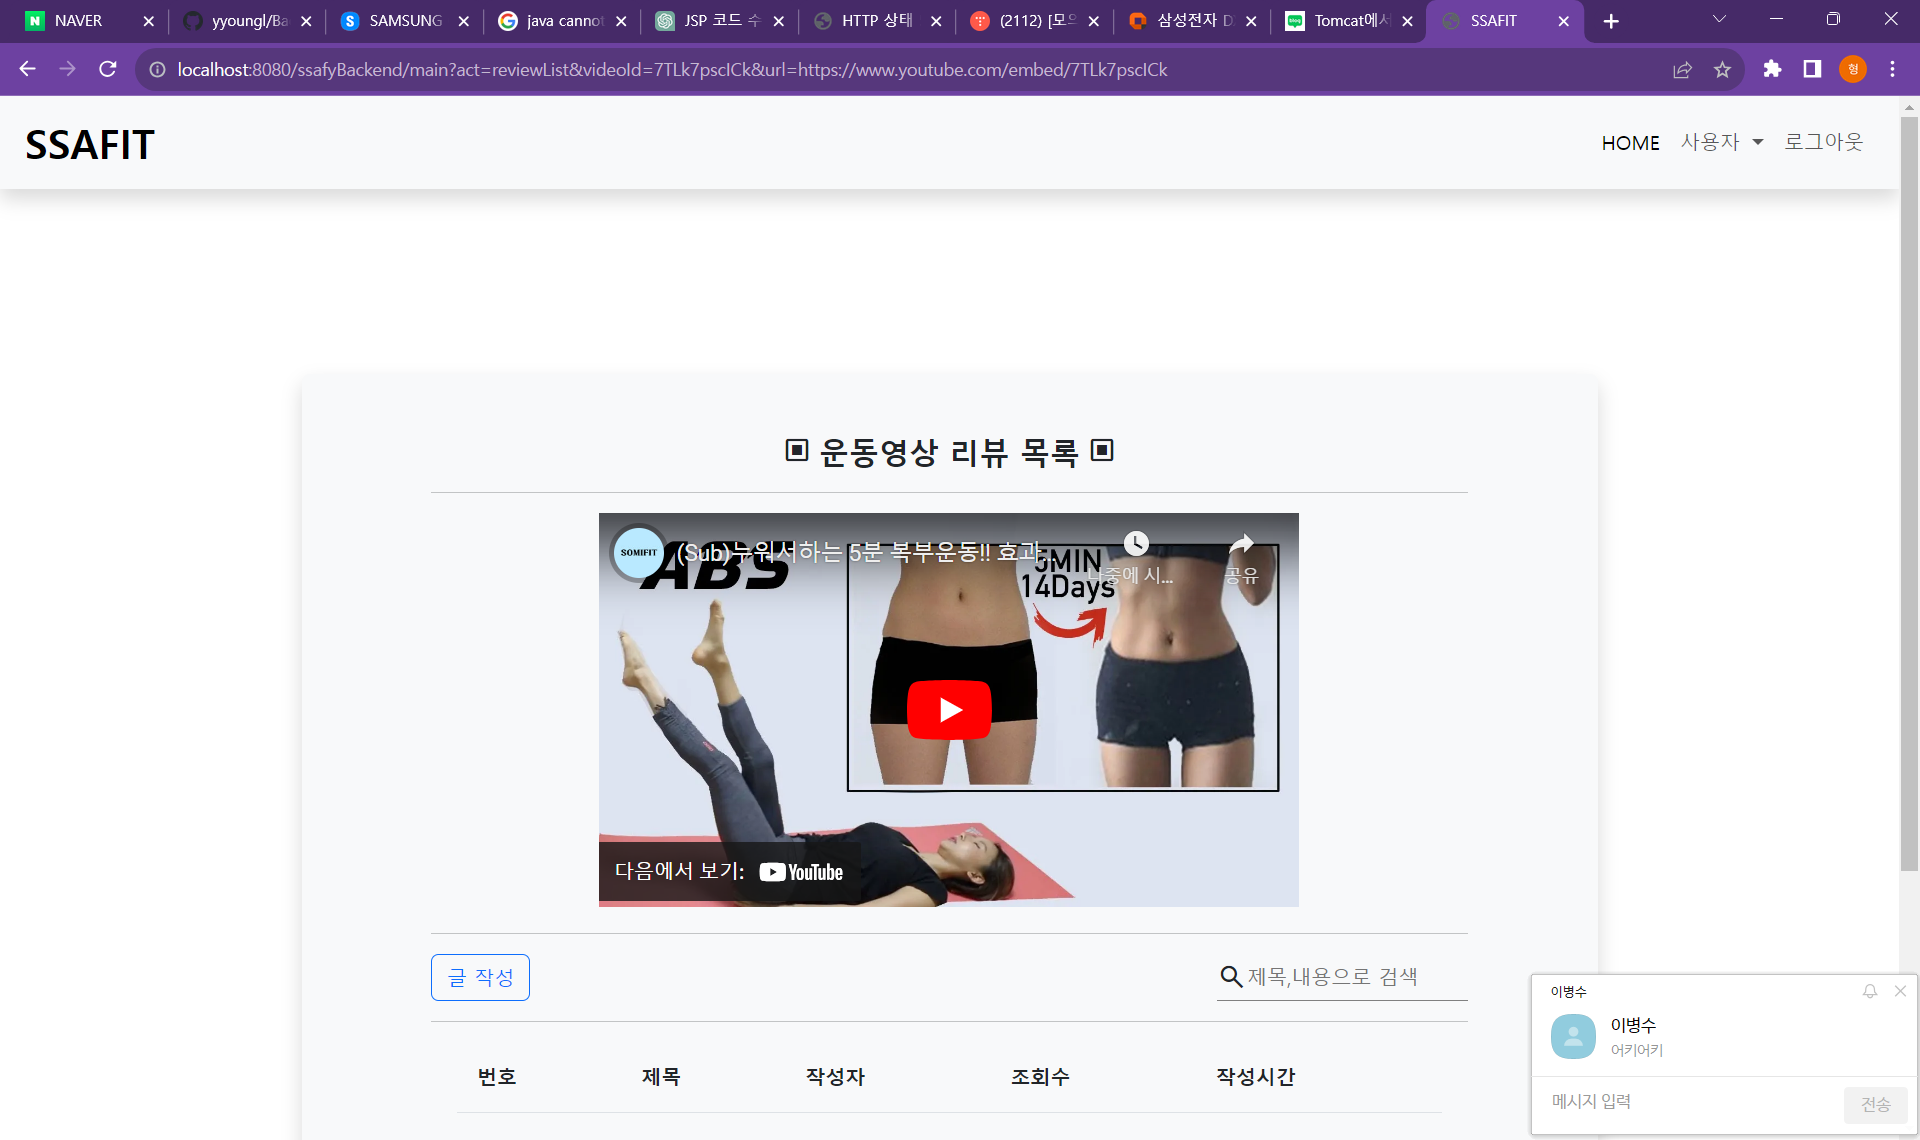 NAVER
yyoungl/Ba
SAMSUNG
java cannot
JSP 코드 수
HTTP 상태
(2112) [모의
삼성전자 D
Tomcat에서
SSAFIT
localhost:8080/ssafyBackend/main?act=reviewList&videoId=7TLk7pscICk&url=https://www.youtube.com/embed/7TLk7pscICk
형
SSAFIT
HOME
사용자
로그아웃
▣ 운동영상 리뷰 목록 ▣
SOMIFIT
(Sub)누워서하는 5분 복부운동!! 효과...
ABS
5MIN
14Days
나중에 시...
공유
다음에서 보기: YouTube
글 작성
제목,내용으로 검색
번호 제목 작성자 조회수 작성시간
이병수
이병수
어키어키
메시지 입력
전송